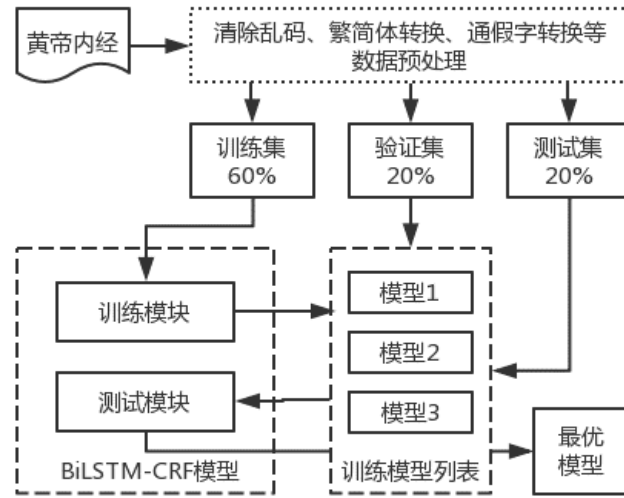 黄帝内经
清除乱码、繁简体转换、通假字转换等
数据预处理
训练集
60%
验证集
20%
测试集
20%
训练模块
测试模块
BiLSTM-CRF模型
模型1
模型2
模型3
训练模型列表
最优
模型